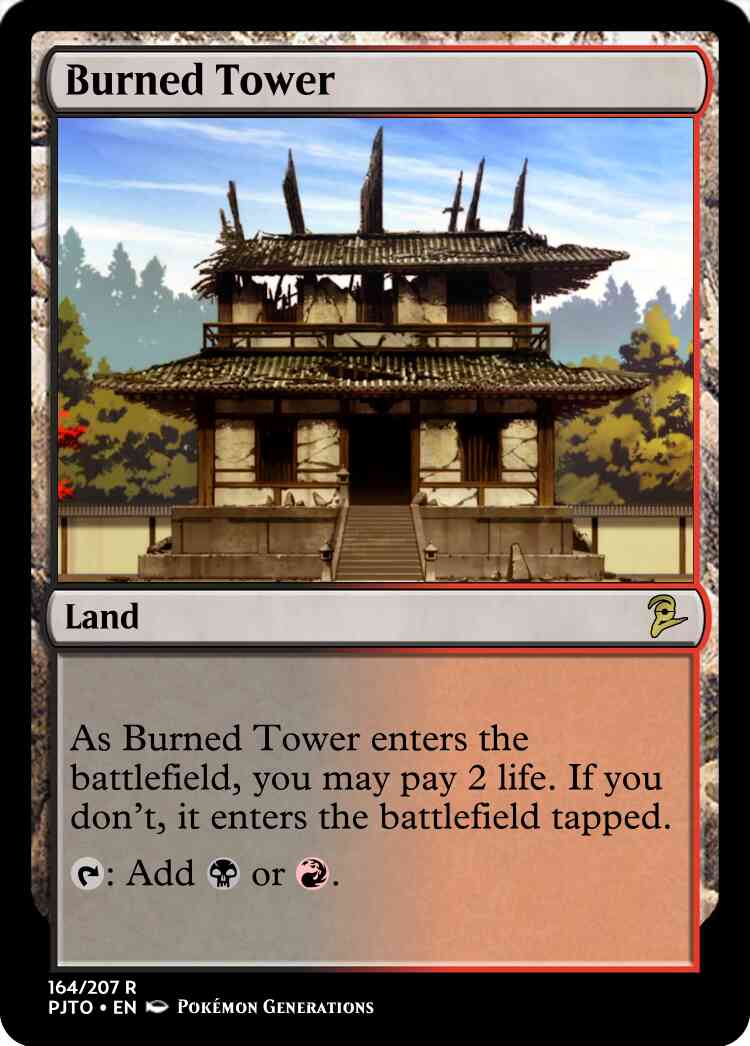 Burned Tower
Land
As Burned Tower enters the
battlefield, you may pay 2 life. If you
don't, it enters the battlefield tapped.
: Add or .
164/207 R
PJTO • EN Pokémon Generations